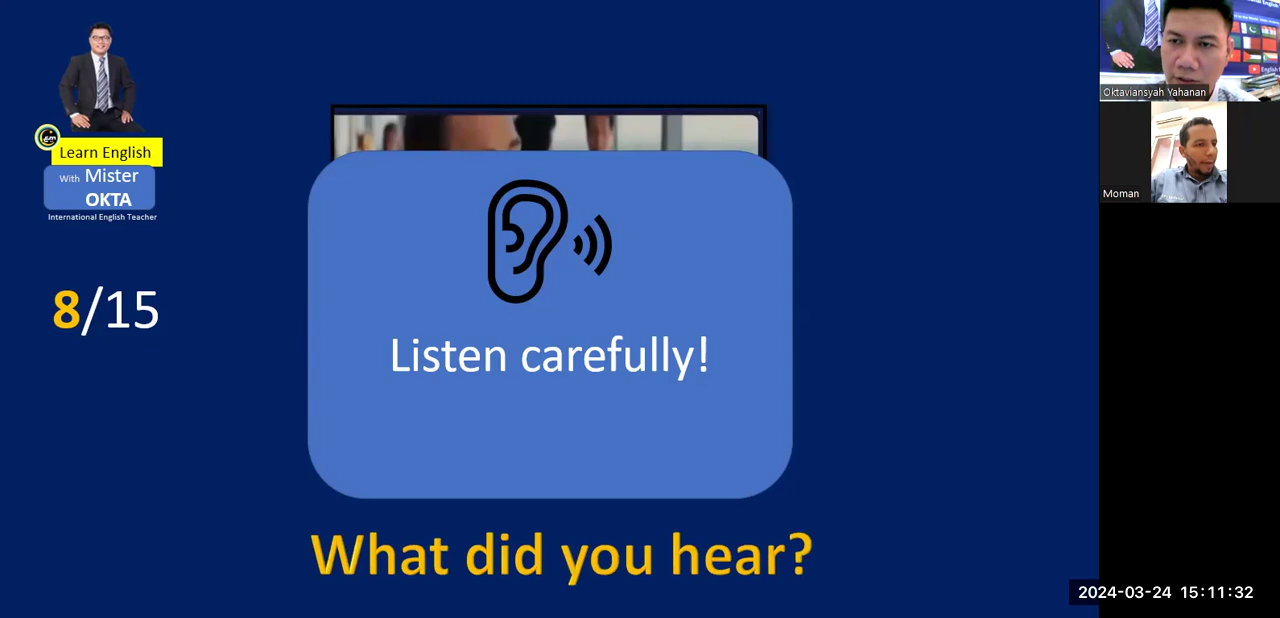 Learn English
With Mister
OKTA
International English Teacher
8/15
Listen carefully!
What did you hear?
Oktaviansyah Yahanan
Moman
2024-03-24 15:11:32